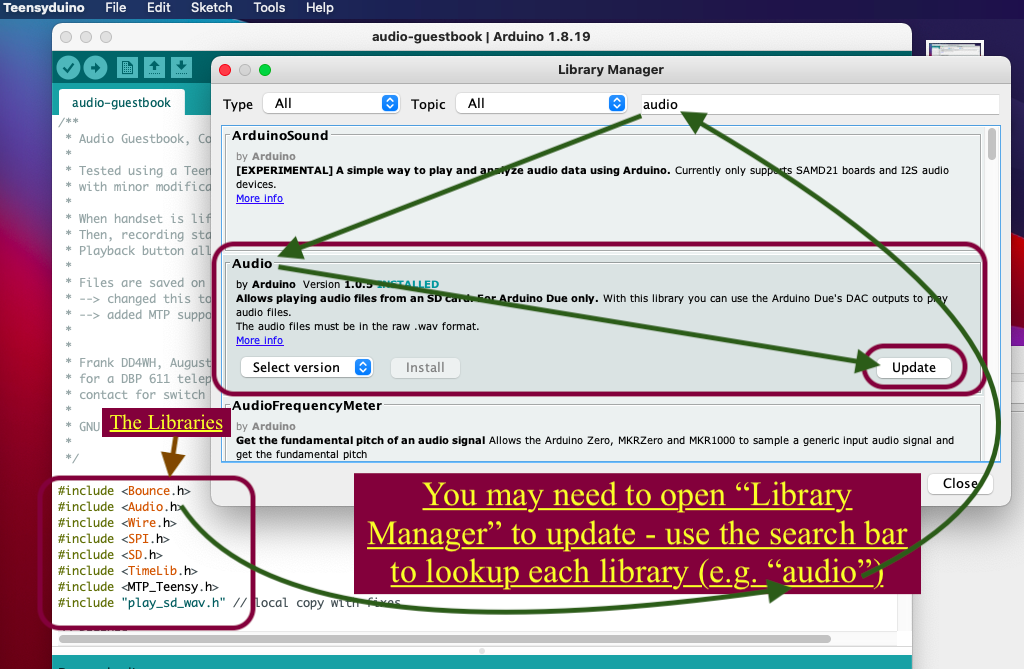 Teensyduino File Edit Sketch Tools Help
audio-guestbook | Arduino 1.8.19
audio-guestbook
/**
* Audio Guestbook,
*
* Tested using a
* with minor
*
* When handset is
* Then, recording
* Playback button
*
* Files are saved on
* --> changed this to
* --> added MTP
*
*
* Frank DD4WH, August
* for a DBP 611
* contact for switch
*
* GNU
*
*/
The Libraries
#include <Bounce.h>
#include <Audio.h>
#include <Wire.h>
#include <SPI.h>
#include <SD.h>
#include <TimeLib.h>
#include <MTP_Teensy.h>
#include "play_sd_wav.h" // local copy with fixes
Library Manager
Type All Topic All audio
ArduinoSound
by Arduino
[EXPERIMENTAL] A simple way to play and analyze audio data using Arduino. Currently only supports SAMD21 boards and I2S audio
devices.
More info
Audio
by Arduino Version 1.0.5 INSTALLED
Allows playing audio files from an SD card. For Arduino Due only. With this library you can use the Arduino Due's DAC outputs to play
audio files.
The audio files must be in the raw .wav format.
More info
Select version Install Update
AudioFrequencyMeter
by Arduino
Get the fundamental pitch of an audio signal Allows the Arduino Zero, MKRZero and MKR1000 to sample a generic input audio signal and
get the fundamental pitch
Close
You may need to open “Library
Manager” to update - use the search bar
to lookup each library (e.g. “audio”)